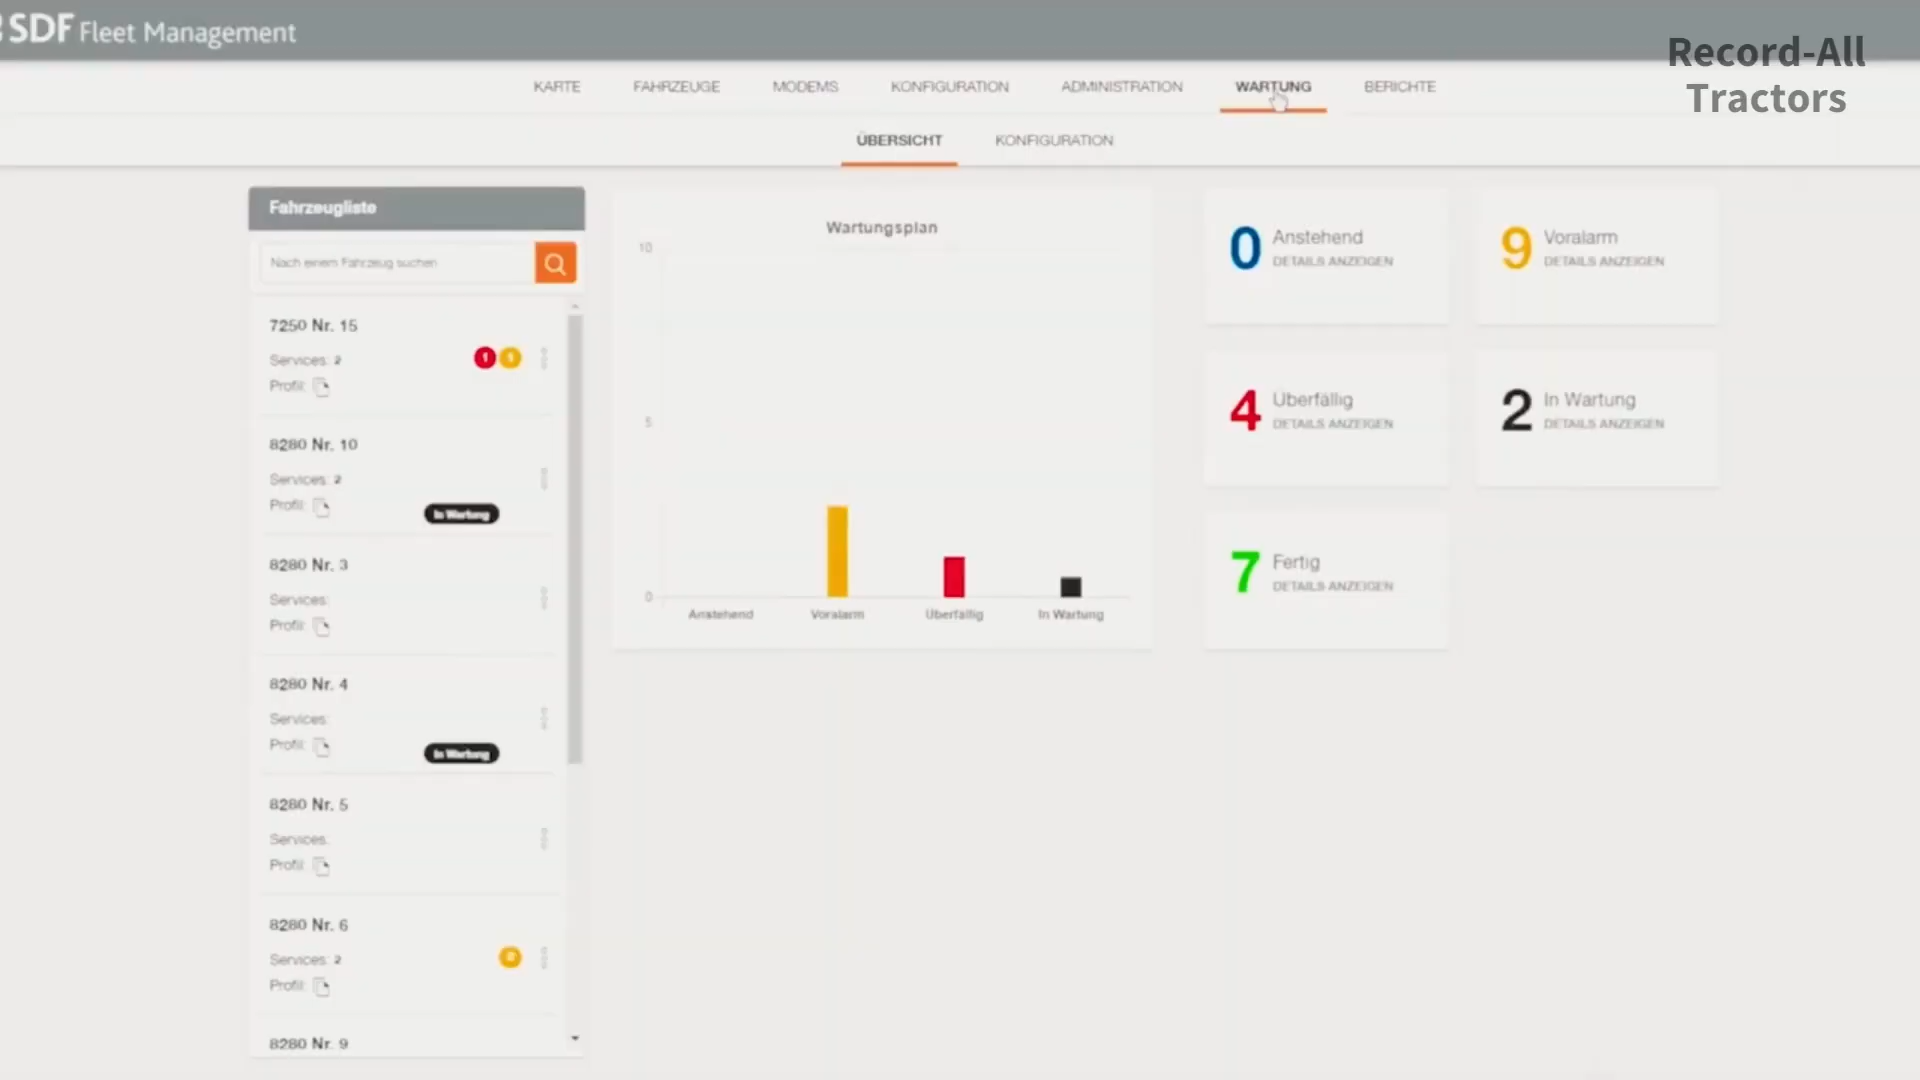 SDF Fleet Management
Record-All
Tractors
KARTE FAHRZEUGE MODEMS KONFIGURATION ADMINISTRATION WARTUNG BERICHTE
ÜBERSICHT KONFIGURATION
Fahrzeugliste
Nach einem Fahrzeug suchen
7250 Nr. 15
Services: 2
1 1
Profil:
8280 Nr. 10
Services: 2
Profil:
In Wartung
8280 Nr. 3
Services:
Profil:
8280 Nr. 4
Services:
Profil:
In Wartung
8280 Nr. 5
Services:
Profil:
8280 Nr. 6
Services: 2
Profil:
8280 Nr. 9
Wartungsplan
10
5
0
Anstehend Voralarm Überfällig In Wartung
0 Anstehend
DETAILS ANZEIGEN
9 Voralarm
DETAILS ANZEIGEN
4 Überfällig
DETAILS ANZEIGEN
2 In Wartung
DETAILS ANZEIGEN
7 Fertig
DETAILS ANZEIGEN